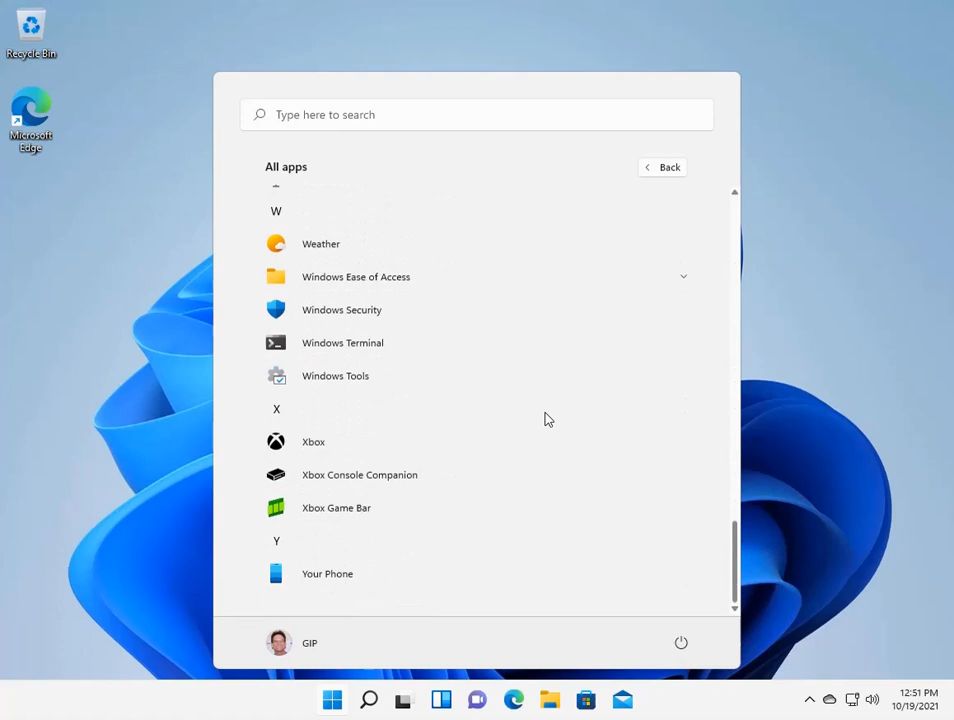 Recycle Bin
Microsoft
Edge
Type here to search
All apps
Back
W
Weather
Windows Ease of Access
Windows Security
Windows Terminal
Windows Tools
X
Xbox
Xbox Console Companion
Xbox Game Bar
Y
Your Phone
GIP
12:51 PM
10/19/2021